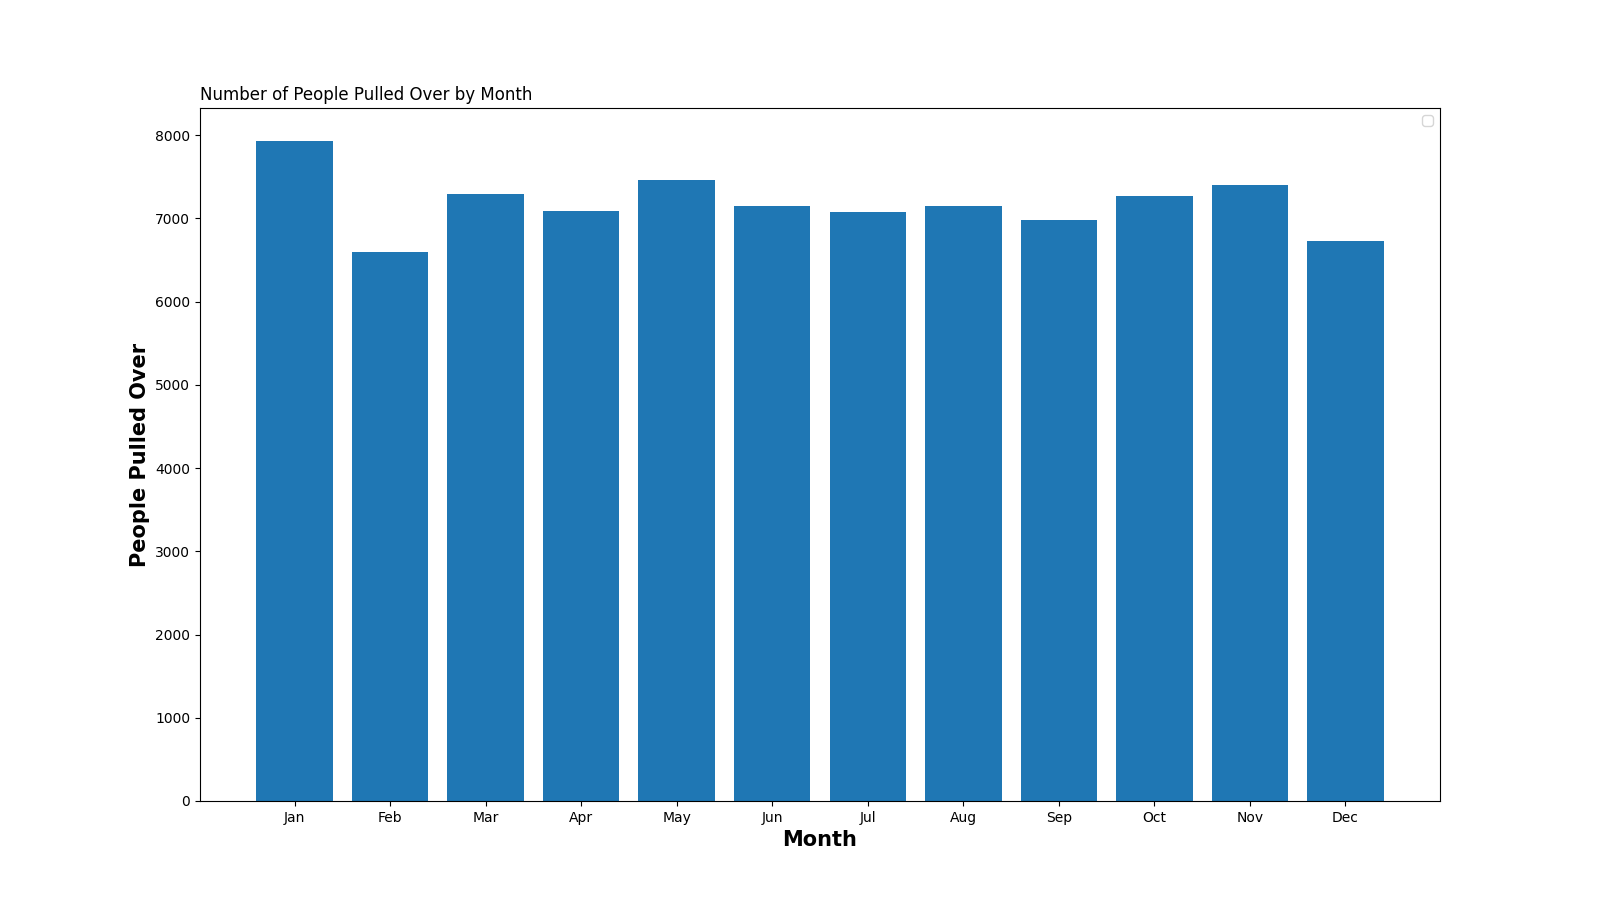 Number of People Pulled Over by Month
8000
7000
6000
5000
4000
3000
2000
1000
0
People Pulled Over
Jan Feb Mar Apr May Jun Jul Aug Sep Oct Nov Dec
Month